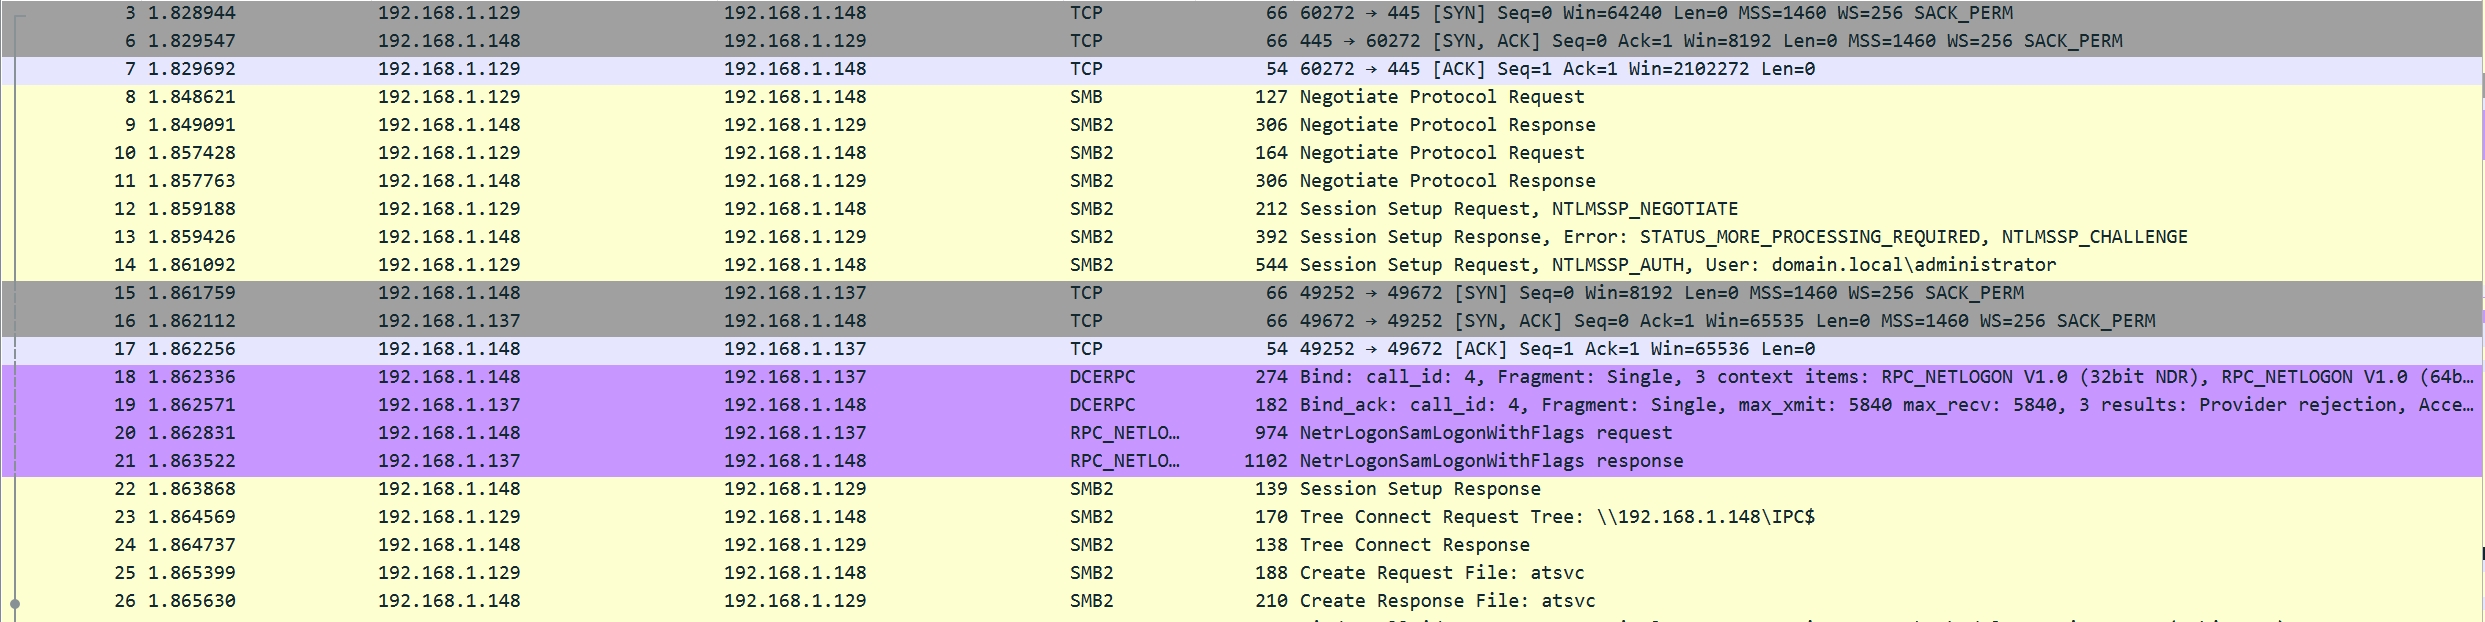 3 1.828944 192.168.1.129 192.168.1.148 TCP 66 60272 → 445 [SYN] Seq=0 Win=64240 Len=0 MSS=1460 WS=256 SACK_PERM
6 1.829547 192.168.1.148 192.168.1.129 TCP 66 445 → 60272 [SYN, ACK] Seq=0 Ack=1 Win=8192 Len=0 MSS=1460 WS=256 SACK_PERM
7 1.829692 192.168.1.129 192.168.1.148 TCP 54 60272 → 445 [ACK] Seq=1 Ack=1 Win=2102272 Len=0
8 1.848621 192.168.1.129 192.168.1.148 SMB 127 Negotiate Protocol Request
9 1.849091 192.168.1.148 192.168.1.129 SMB2 306 Negotiate Protocol Response
10 1.857428 192.168.1.129 192.168.1.148 SMB2 164 Negotiate Protocol Request
11 1.857763 192.168.1.148 192.168.1.129 SMB2 306 Negotiate Protocol Response
12 1.859188 192.168.1.129 192.168.1.148 SMB2 212 Session Setup Request, NTLMSSP_NEGOTIATE
13 1.859426 192.168.1.148 192.168.1.129 SMB2 392 Session Setup Response, Error: STATUS_MORE_PROCESSING_REQUIRED, NTLMSSP_CHALLENGE
14 1.861092 192.168.1.129 192.168.1.148 SMB2 544 Session Setup Request, NTLMSSP_AUTH, User: domain.local\administrator
15 1.861759 192.168.1.148 192.168.1.137 TCP 66 49252 → 49672 [SYN] Seq=0 Win=8192 Len=0 MSS=1460 WS=256 SACK_PERM
16 1.862112 192.168.1.137 192.168.1.148 TCP 66 49672 → 49252 [SYN, ACK] Seq=0 Ack=1 Win=65535 Len=0 MSS=1460 WS=256 SACK_PERM
17 1.862256 192.168.1.148 192.168.1.137 TCP 54 49252 → 49672 [ACK] Seq=1 Ack=1 Win=65536 Len=0
18 1.862336 192.168.1.148 192.168.1.137 DCERPC 274 Bind: call_id: 4, Fragment: Single, 3 context items: RPC_NETLOGON V1.0 (32bit NDR), RPC_NETLOGON V1.0 (64b…
19 1.862571 192.168.1.137 192.168.1.148 DCERPC 182 Bind_ack: call_id: 4, Fragment: Single, max_xmit: 5840 max_recv: 5840, 3 results: Provider rejection, Acce…
20 1.862831 192.168.1.148 192.168.1.137 RPC_NETLO… 974 NetrLogonSamLogonWithFlags request
21 1.863522 192.168.1.137 192.168.1.148 RPC_NETLO… 1102 NetrLogonSamLogonWithFlags response
22 1.863868 192.168.1.148 192.168.1.129 SMB2 139 Session Setup Response
23 1.864569 192.168.1.129 192.168.1.148 SMB2 170 Tree Connect Request Tree: \\192.168.1.148\IPC$
24 1.864737 192.168.1.148 192.168.1.129 SMB2 138 Tree Connect Response
25 1.865399 192.168.1.129 192.168.1.148 SMB2 188 Create Request File: atsvc
26 1.865630 192.168.1.148 192.168.1.129 SMB2 210 Create Response File: atsvc